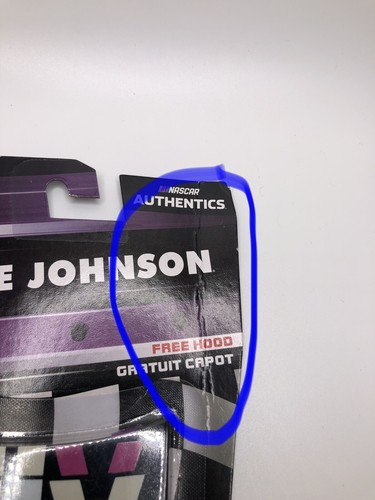 NASCAR
AUTHENTICS
E JOHNSON
FREE HOOD
GRATUIT CAPOT